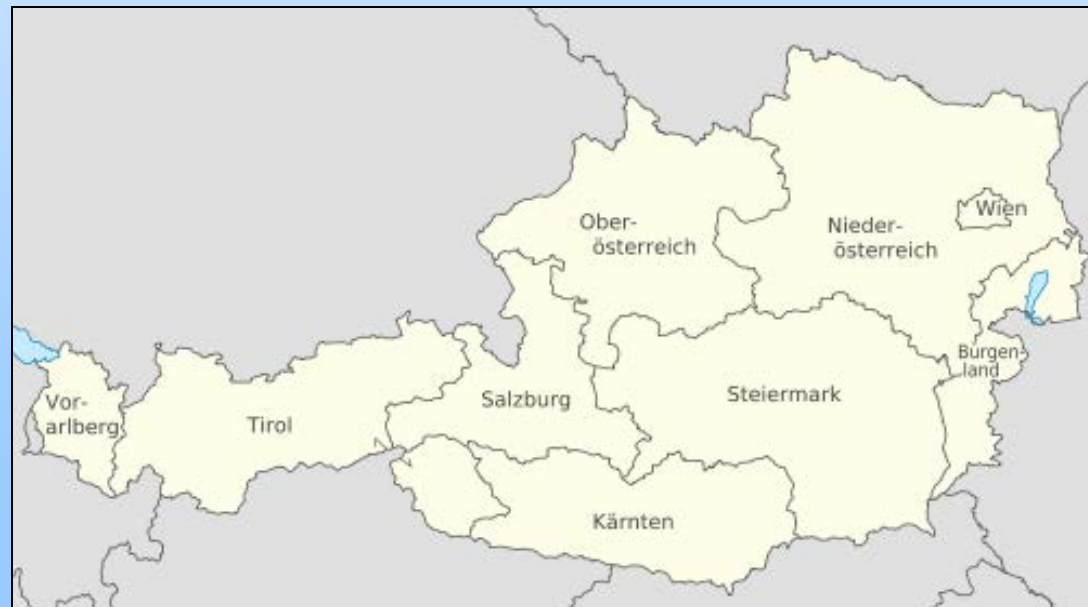 Wien
Ober-
österreich
Nieder-
österreich
Burgen-
land
Vor-
arlberg
Tirol
Salzburg
Steiermark
Kärnten